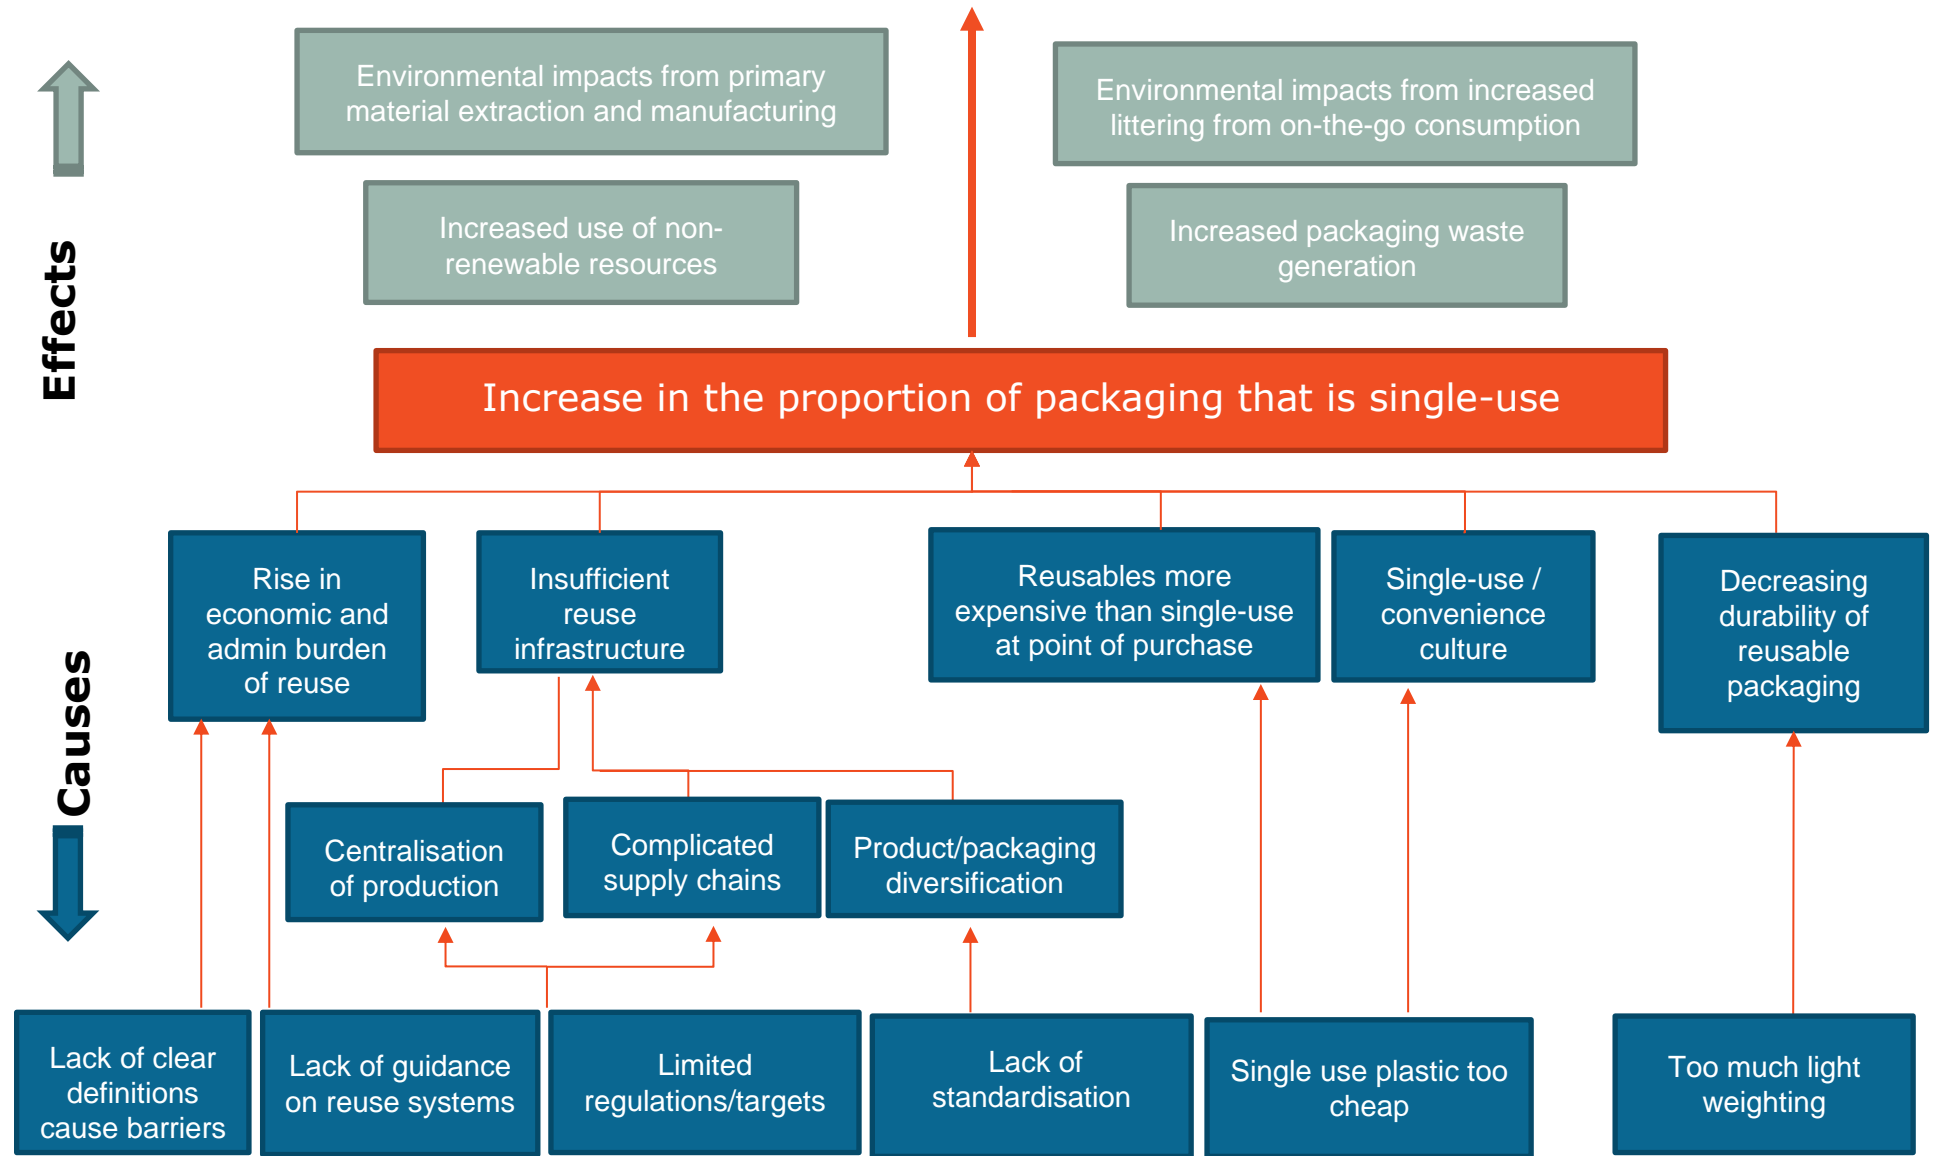 Effects
Environmental impacts from primary
material extraction and manufacturing
Environmental impacts from increased
littering from on-the-go consumption
Increased use of non-
renewable resources
Increased packaging waste
generation
Increase in the proportion of packaging that is single-use
Causes
Rise in
economic and
admin burden
of reuse
Insufficient
reuse
infrastructure
Reusables more
expensive than single-use
at point of purchase
Single-use /
convenience
culture
Decreasing
durability of
reusable
packaging
Centralisation
of production
Complicated
supply chains
Product/packaging
diversification
Lack of clear
definitions
cause barriers
Lack of guidance
on reuse systems
Limited
regulations/targets
Lack of
standardisation
Single use plastic too
cheap
Too much light
weighting